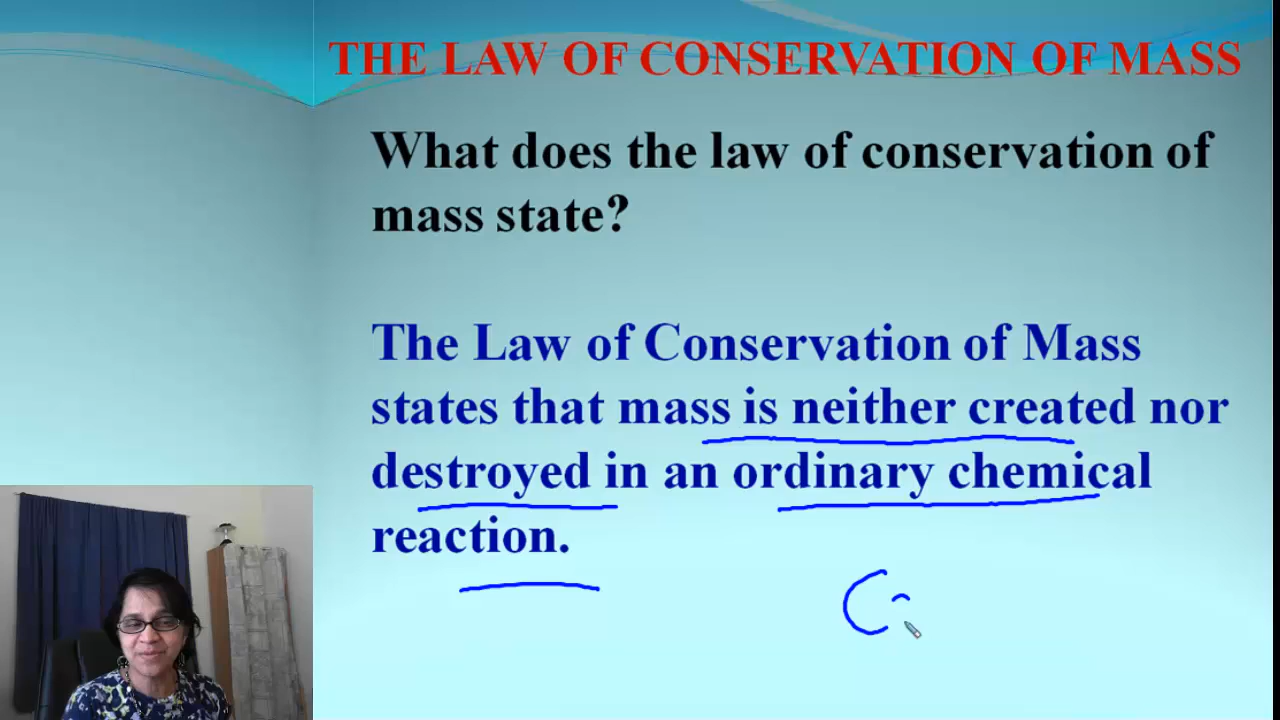 THE LAW OF CONSERVATION OF MASS
What does the law of conservation of
mass state?
The Law of Conservation of Mass
states that mass is neither created nor
destroyed in an ordinary chemical
reaction.